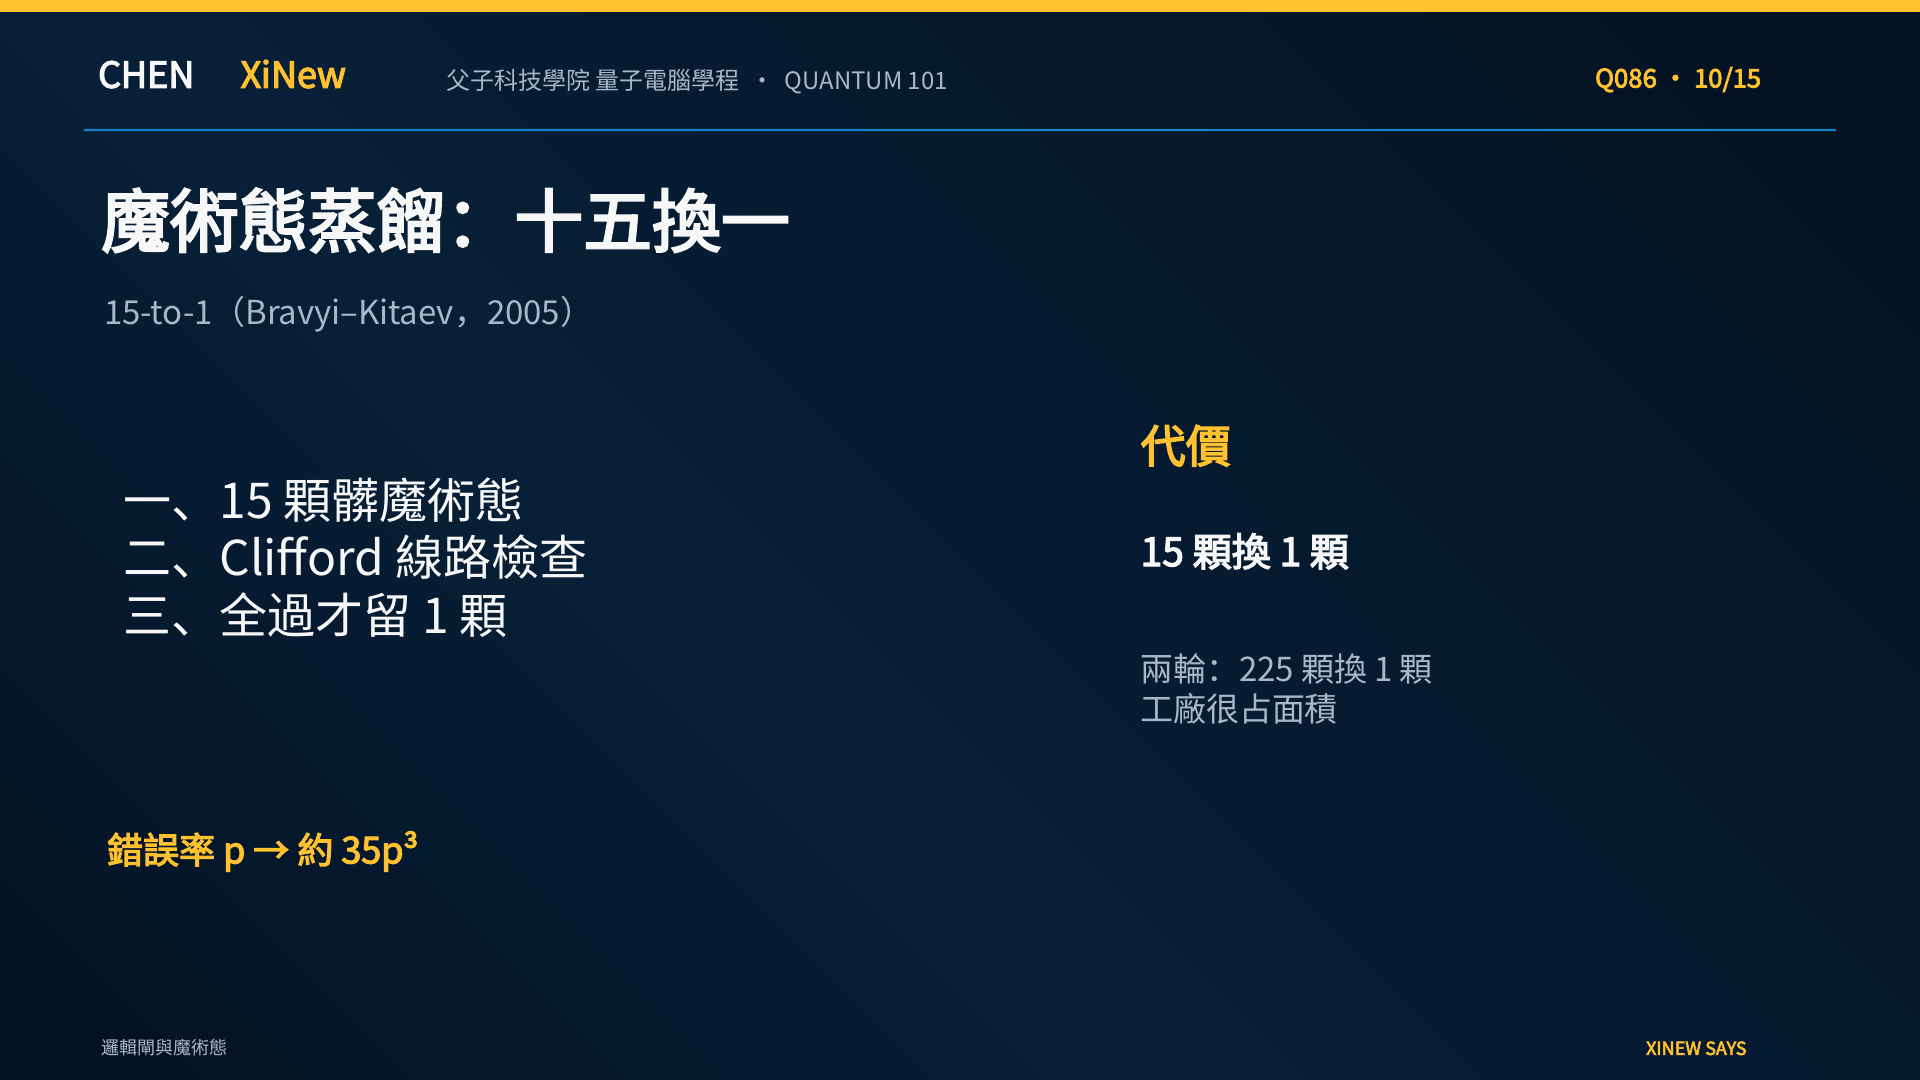 CHEN XiNew 父子科技學院 量子電腦學程 · QUANTUM 101 Q086 · 10/15
魔術態蒸餾：十五換一
15-to-1（Bravyi–Kitaev，2005）
一、15 顆髒魔術態
二、Clifford 線路檢查
三、全過才留 1 顆
錯誤率 p → 約 35p³
代價
15 顆換 1 顆
兩輪：225 顆換 1 顆
工廠很占面積
邏輯閘與魔術態
XINEW SAYS